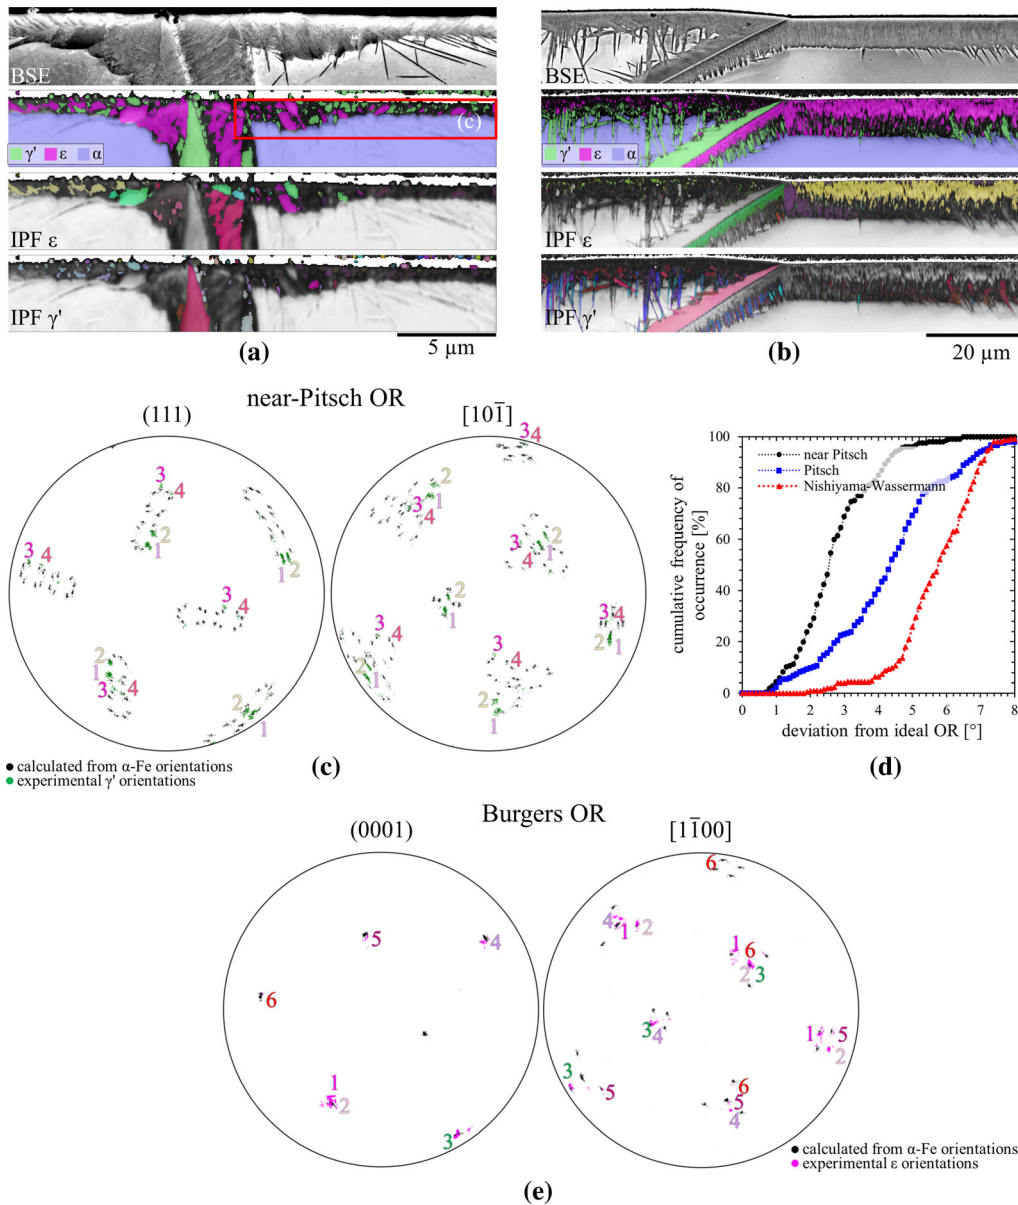 BSE
γ' ε α
(c)
IPF ε
IPF γ'
5 µm
(a)
BSE
γ' ε α
IPF ε
IPF γ'
20 µm
(b)
near-Pitsch OR
(111)
[101̅]
3 4
2
1
3
4
2
1
3
4
2
1
3
4
2
1
3
4
2
1
3
4
3
4
2
1
2
1
3
2
1
3
4
2
1
3
4
2
1
(c)
calculated from α-Fe orientations
experimental γ' orientations
cumulative frequency of
occurrence [%]
100
80
60
40
20
0
near Pitsch
Pitsch
Nishiyama-Wassermann
0 1 2 3 4 5 6 7 8
deviation from ideal OR [°]
(d)
Burgers OR
(0001)
[11̅00]
5
4
6
1
2
3
6
4
1
2
1
6
2
3
3
4
1
5
2
3
5
6
5
4
calculated from α-Fe orientations
experimental ε orientations
(e)